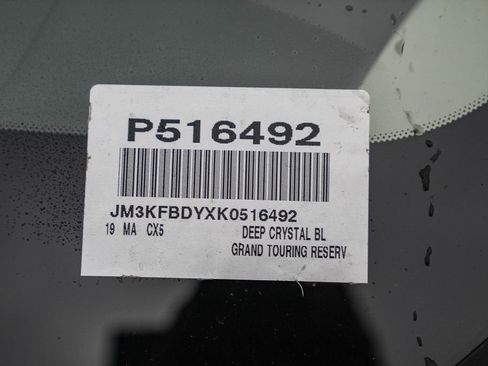 P516492
JM3KFBDYXK0516492
19 MA CX5 DEEP CRYSTAL BL
GRAND TOURING RESERV